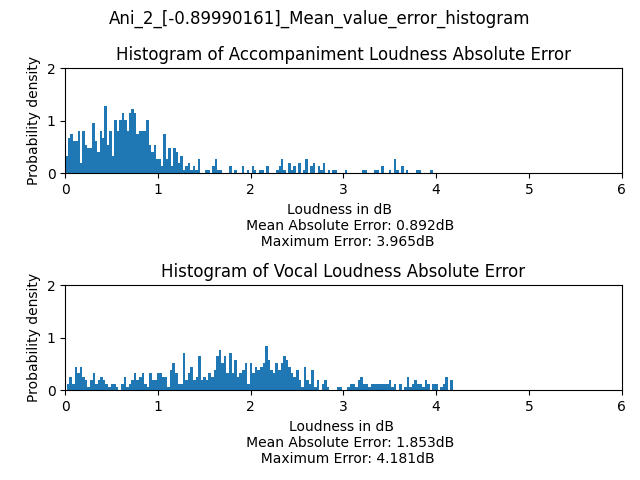 Ani_2_[-0.89990161]_Mean_value_error_histogram
Histogram of Accompaniment Loudness Absolute Error
Probability density
2
1
0
0 1 2 3 4 5 6
Loudness in dB
Mean Absolute Error: 0.892dB
Maximum Error: 3.965dB
Histogram of Vocal Loudness Absolute Error
Probability density
2
1
0
0 1 2 3 4 5 6
Loudness in dB
Mean Absolute Error: 1.853dB
Maximum Error: 4.181dB